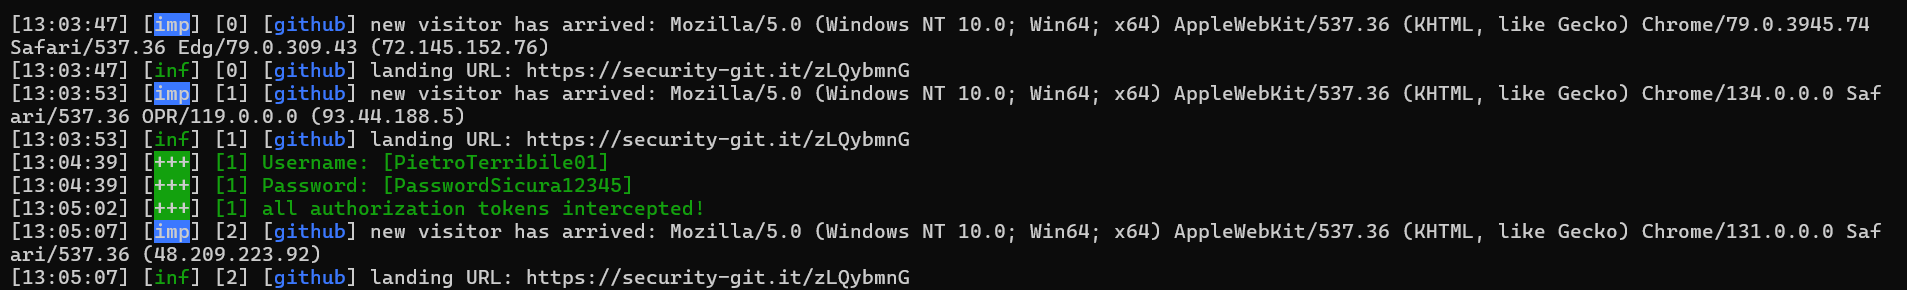 [13:03:47] [imp] [0] [github] new visitor has arrived: Mozilla/5.0 (Windows NT 10.0; Win64; x64) AppleWebKit/537.36 (KHTML, like Gecko) Chrome/79.0.3945.74
Safari/537.36 Edg/79.0.309.43 (72.145.152.76)
[13:03:47] [inf] [0] [github] landing URL: https://security-git.it/zLQybmnG
[13:03:53] [imp] [1] [github] new visitor has arrived: Mozilla/5.0 (Windows NT 10.0; Win64; x64) AppleWebKit/537.36 (KHTML, like Gecko) Chrome/134.0.0.0 Saf
ari/537.36 OPR/119.0.0.0 (93.44.188.5)
[13:03:53] [inf] [1] [github] landing URL: https://security-git.it/zLQybmnG
[13:04:39] [+++] [1] Username: [PietroTerribile01]
[13:04:39] [+++] [1] Password: [PasswordSicura12345]
[13:05:02] [+++] [1] all authorization tokens intercepted!
[13:05:07] [imp] [2] [github] new visitor has arrived: Mozilla/5.0 (Windows NT 10.0; Win64; x64) AppleWebKit/537.36 (KHTML, like Gecko) Chrome/131.0.0.0 Saf
ari/537.36 (48.209.223.92)
[13:05:07] [inf] [2] [github] landing URL: https://security-git.it/zLQybmnG